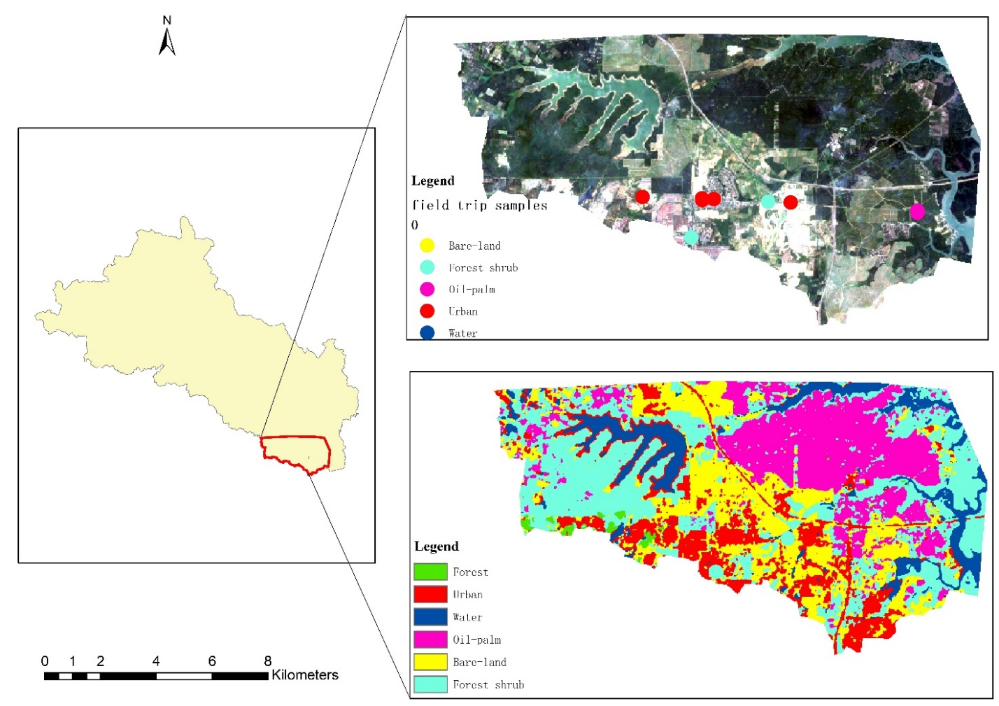 N
Legend
field trip samples
0
Bare-land
Forest shrub
Oil-palm
Urban
Water
Legend
Forest
Urban
Water
Oil-palm
Bare-land
Forest shrub
0 1 2 4 6 8
Kilometers